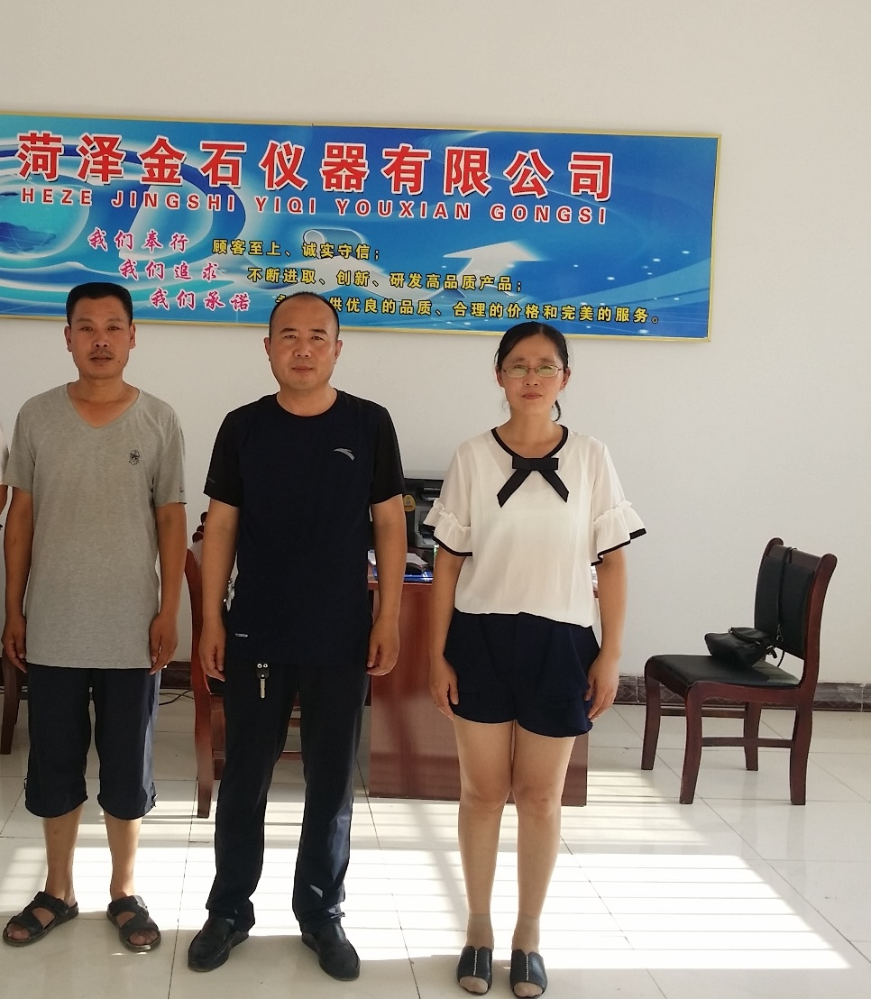 菏泽金石仪器有限公司
HEZE JINGSHI YIQI YOUXIAN GONGSI
我们奉行 顾客至上、诚实守信；
我们追求 不断进取、创新、研发高品质产品；
我们承诺 供优良的品质、合理的价格和完美的服务。